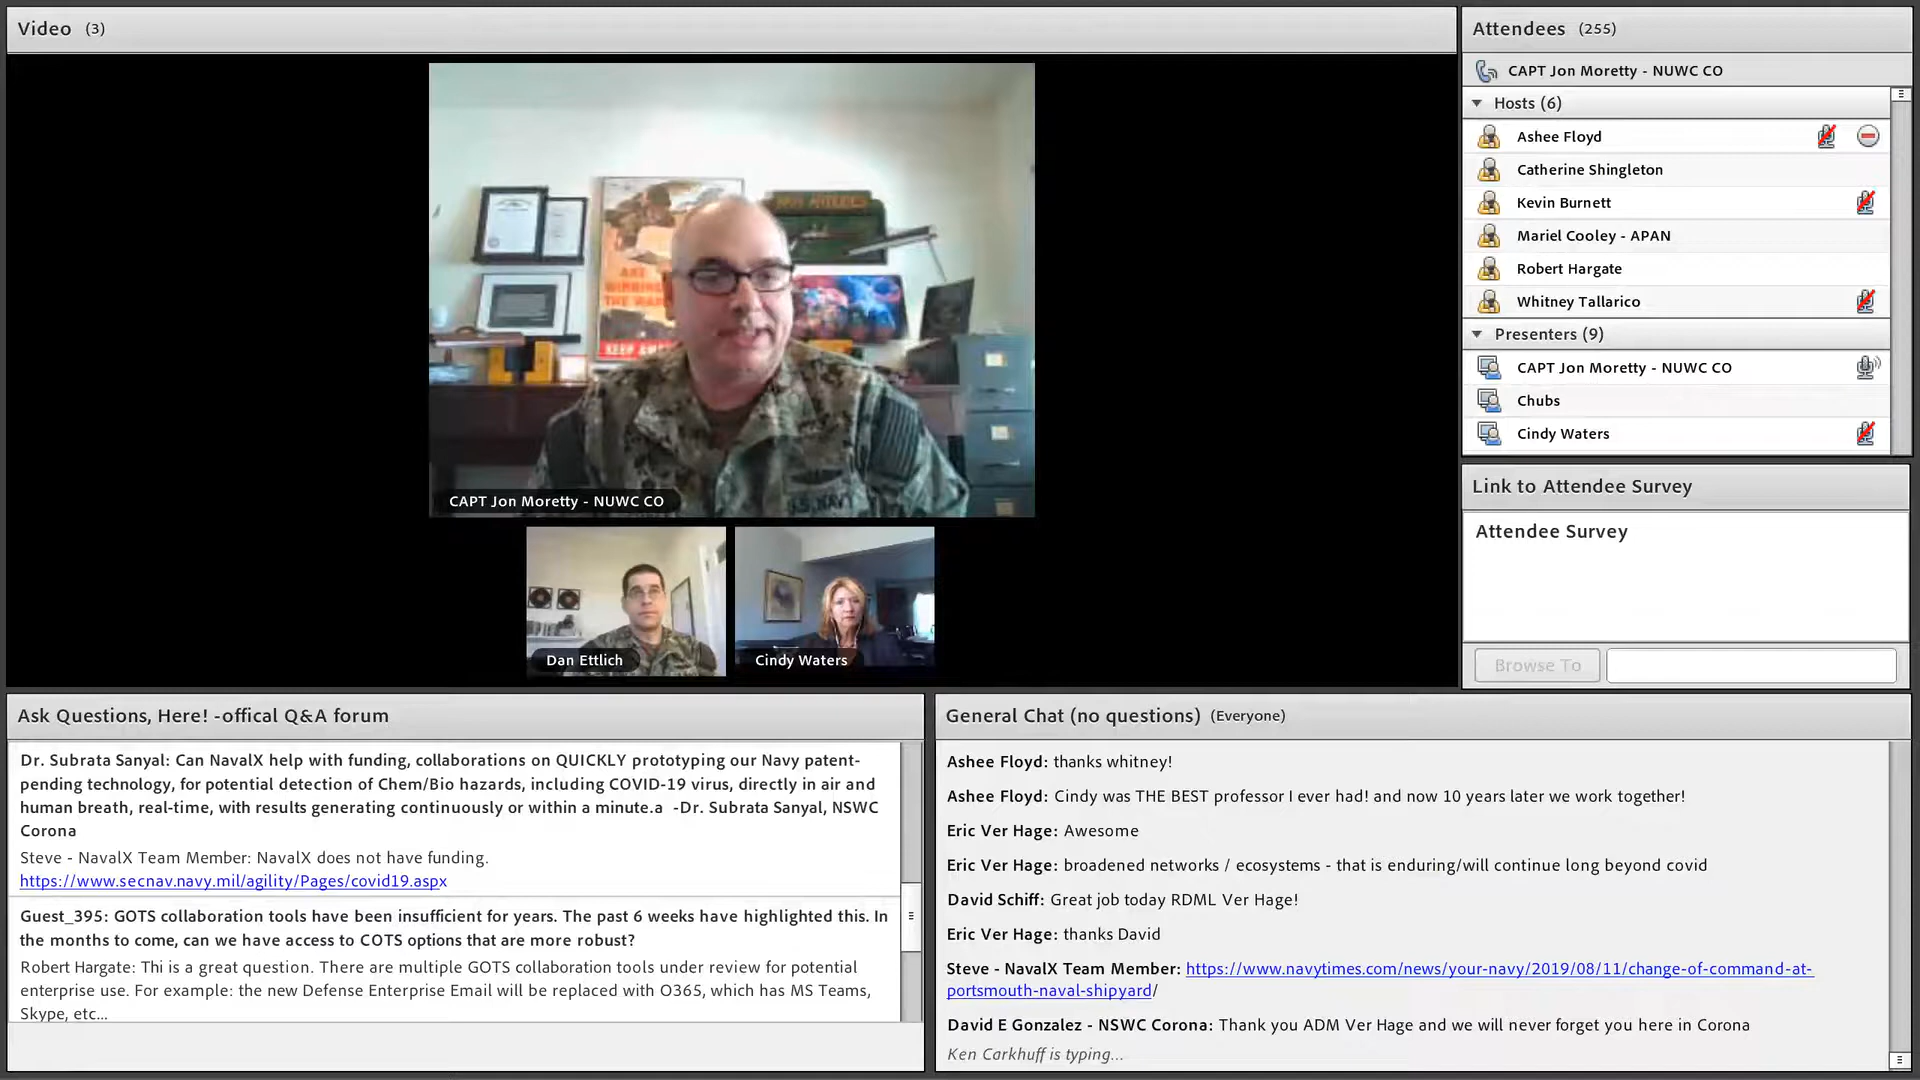 Video (3)
ARE
WINNING
THE WAR
KEEP
U.S. NAVY
CAPT Jon Moretty - NUWC CO
Dan Ettlich
Cindy Waters
Attendees (255)
CAPT Jon Moretty - NUWC CO
Hosts (6)
Ashee Floyd
Catherine Shingleton
Kevin Burnett
Mariel Cooley - APAN
Robert Hargate
Whitney Tallarico
Presenters (9)
CAPT Jon Moretty - NUWC CO
Chubs
Cindy Waters
Link to Attendee Survey
Attendee Survey
Browse To
Ask Questions, Here! -offical Q&A forum
Dr. Subrata Sanyal: Can NavalX help with funding, collaborations on QUICKLY prototyping our Navy patent-
pending technology, for potential detection of Chem/Bio hazards, including COVID-19 virus, directly in air and
human breath, real-time, with results generating continuously or within a minute.a -Dr. Subrata Sanyal, NSWC
Corona
Steve - NavalX Team Member: NavalX does not have funding.
https://www.secnav.navy.mil/agility/Pages/covid19.aspx
Guest_395: GOTS collaboration tools have been insufficient for years. The past 6 weeks have highlighted this. In
the months to come, can we have access to COTS options that are more robust?
Robert Hargate: Thi is a great question. There are multiple GOTS collaboration tools under review for potential
enterprise use. For example: the new Defense Enterprise Email will be replaced with O365, which has MS Teams,
Skype, etc...
General Chat (no questions) (Everyone)
Ashee Floyd: thanks whitney!
Ashee Floyd: Cindy was THE BEST professor I ever had! and now 10 years later we work together!
Eric Ver Hage: Awesome
Eric Ver Hage: broadened networks / ecosystems - that is enduring/will continue long beyond covid
David Schiff: Great job today RDML Ver Hage!
Eric Ver Hage: thanks David
Steve - NavalX Team Member: https://www.navytimes.com/news/your-navy/2019/08/11/change-of-command-at-
portsmouth-naval-shipyard/
David E Gonzalez - NSWC Corona: Thank you ADM Ver Hage and we will never forget you here in Corona
Ken Carkhuff is typing...